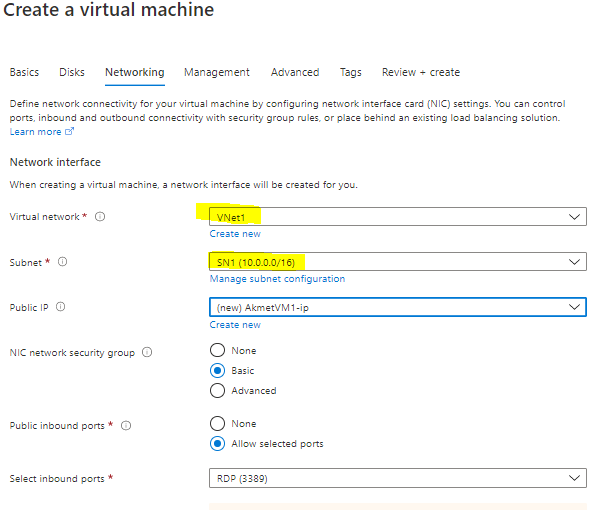 Create a virtual machine
Basics Disks Networking Management Advanced Tags Review + create
Define network connectivity for your virtual machine by configuring network interface card (NIC) settings. You can control
ports, inbound and outbound connectivity with security group rules, or place behind an existing load balancing solution.
Learn more
Network interface
When creating a virtual machine, a network interface will be created for you.
Virtual network * VNet1
Create new
Subnet * SN1 (10.0.0.0/16)
Manage subnet configuration
Public IP (new) AkmetVM1-ip
Create new
NIC network security group None
Basic
Advanced
Public inbound ports * None
Allow selected ports
Select inbound ports * RDP (3389)